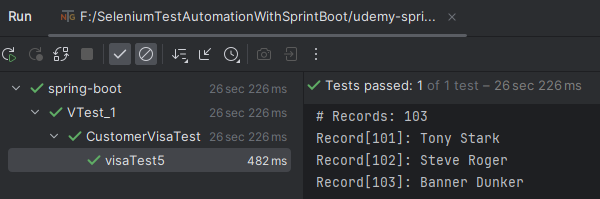 Run
F:/SeleniumTestAutomationWithSprintBoot/udemy-spri...
spring-boot 26 sec 226 ms
VTest_1 26 sec 226 ms
CustomerVisaTest 26 sec 226 ms
visaTest5 482 ms
Tests passed: 1 of 1 test – 26 sec 226 ms
# Records: 103
Record[101]: Tony Stark
Record[102]: Steve Roger
Record[103]: Banner Dunker